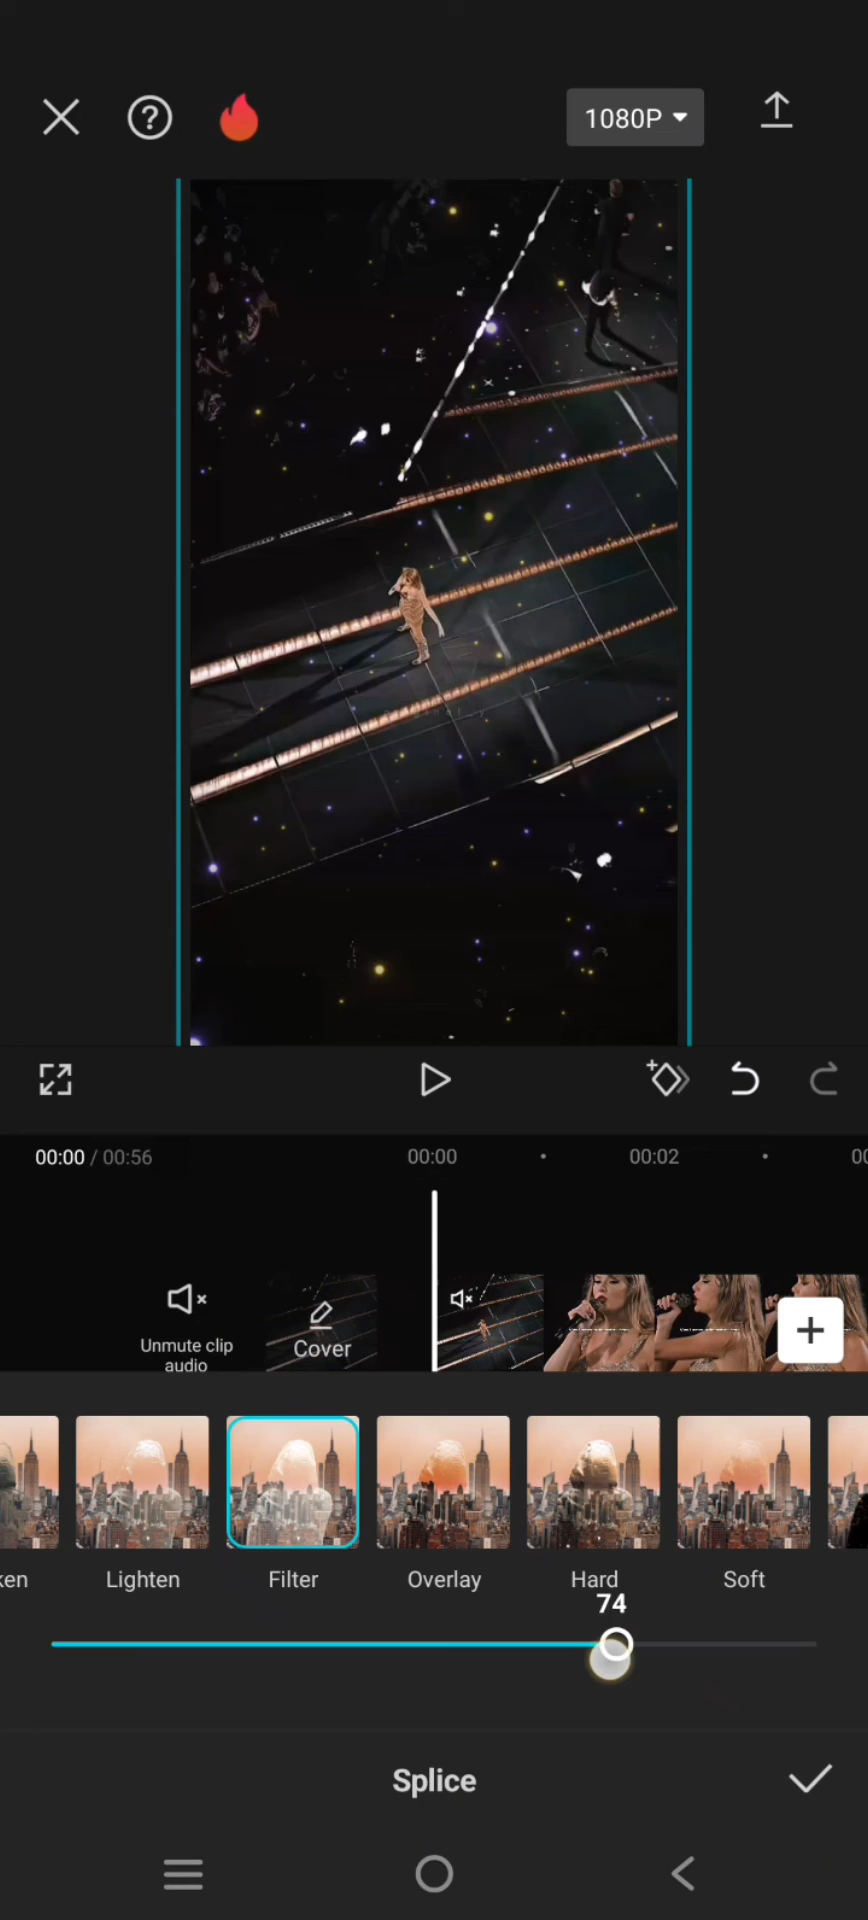 1080P
00:00 / 00:56
00:00
00:02
Unmute clip
audio
Cover
Lighten
Filter
Overlay
Hard
Soft
74
Splice